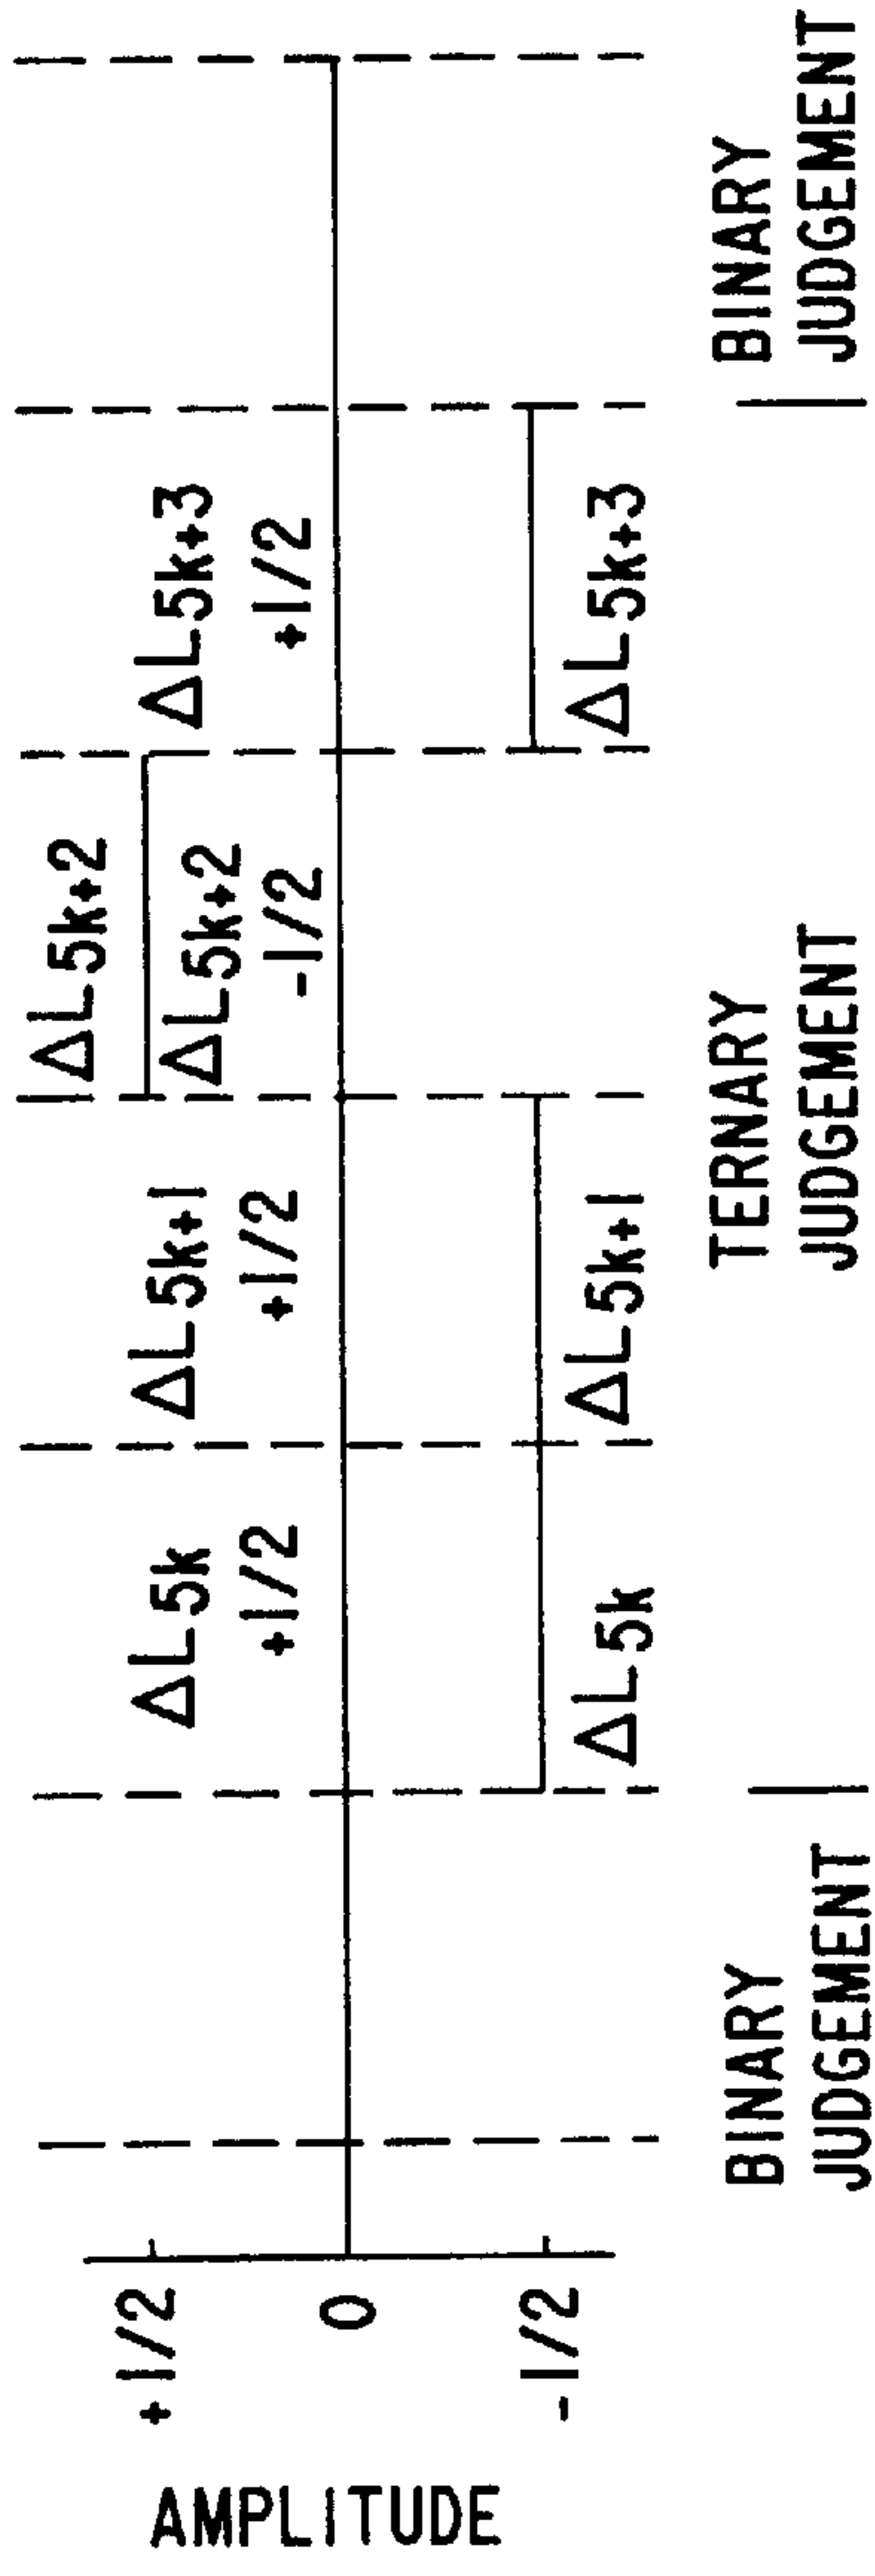 AMPLITUDE
+1/2
0
-1/2
ΔL5k
+1/2
ΔL5k+1
+1/2
ΔL5k+2
ΔL5k+2
-1/2
ΔL5k+3
+1/2
ΔL5k
ΔL5k+1
ΔL5k+3
BINARY
JUDGEMENT
TERNARY
JUDGEMENT
BINARY
JUDGEMENT